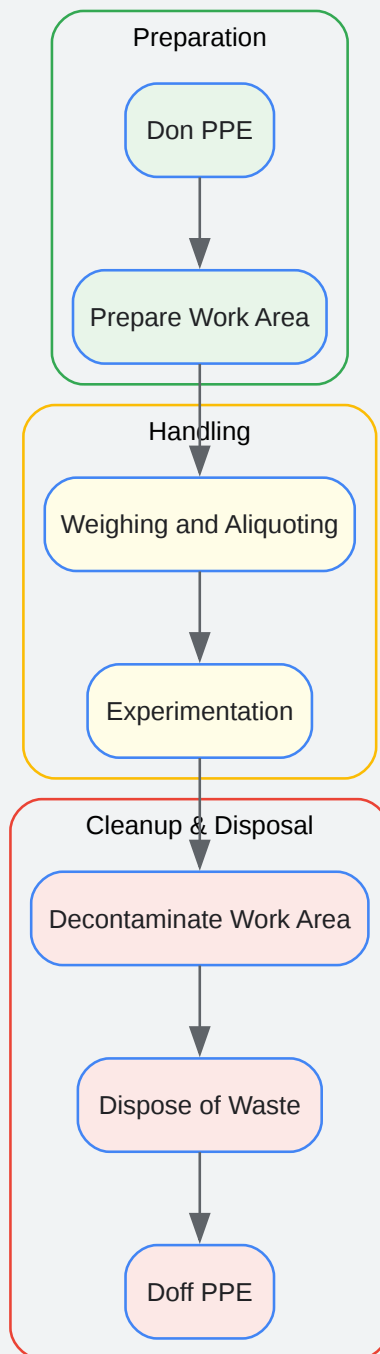 Preparation
Don PPE
Prepare Work Area
Handling
Weighing and Aliquoting
Experimentation
Cleanup & Disposal
Decontaminate Work Area
Dispose of Waste
Doff PPE